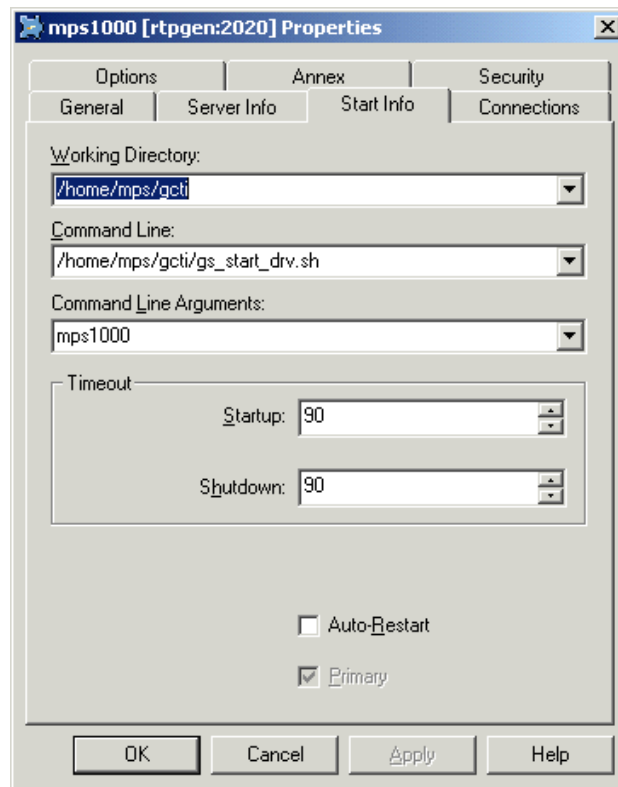 mps1000 [rtpgen:2020] Properties
Options Annex Security
General Server Info Start Info Connections
Working Directory:
/home/mps/gcti
Command Line:
/home/mps/gcti/gs_start_drv.sh
Command Line Arguments:
mps1000
Timeout
Startup: 90
Shutdown: 90
Auto-Restart
Primary
OK Cancel Apply Help